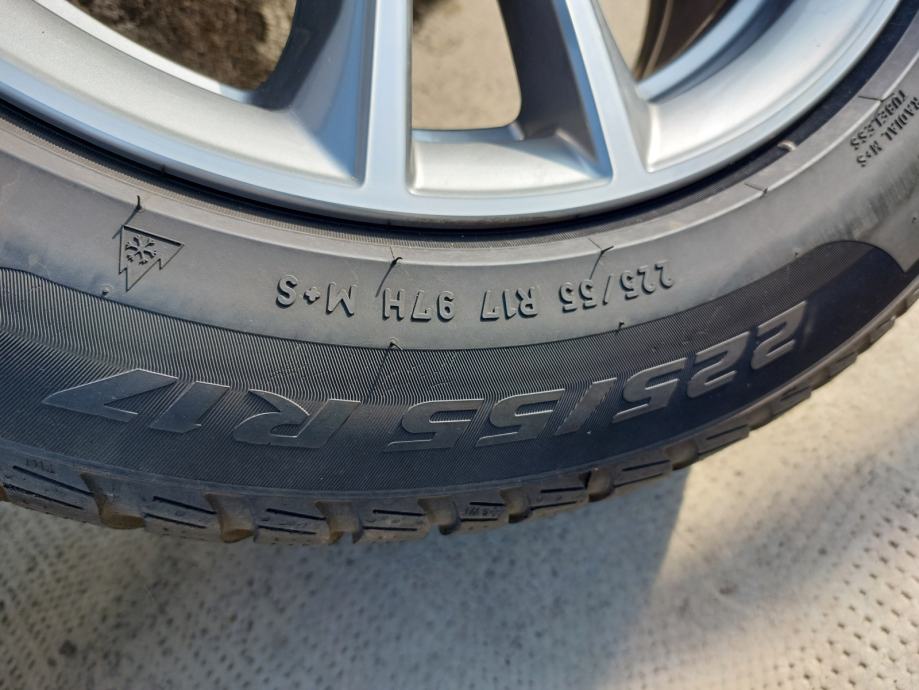 RADIAL M+S
TUBELESS
225/55 R17 97H M+S
225/55 R17